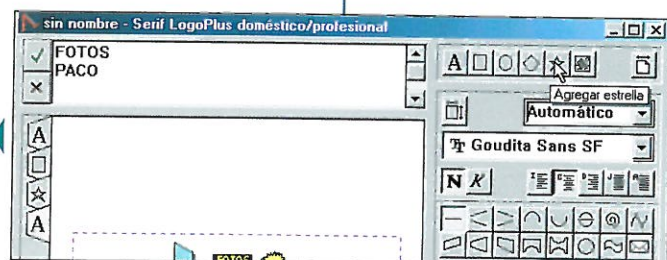 sin nombre - Serif LogoPlus doméstico/profesional
FOTOS
PACO
A
Agregar estrella
Automático
Goudita Sans SF
N K
A
A
FOTOS